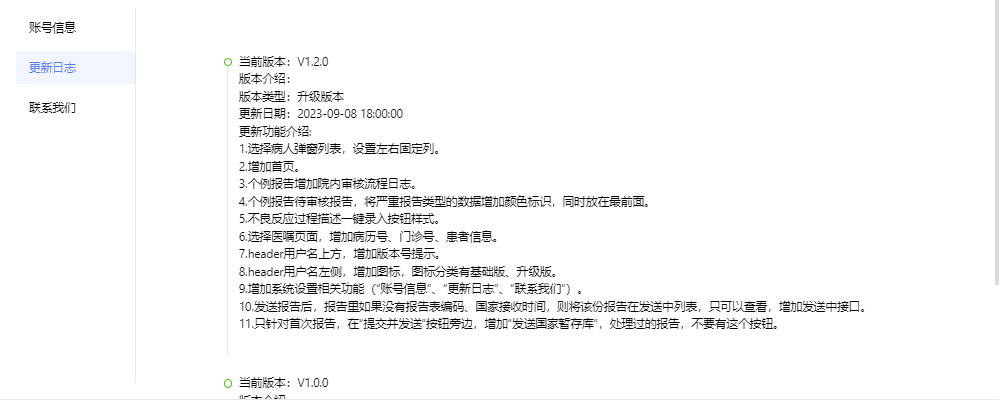 账号信息
更新日志
联系我们
当前版本：V1.2.0
版本介绍：
版本类型：升级版本
更新日期：2023-09-08 18:00:00
更新功能介绍:
1.选择病人弹窗列表，设置左右固定列。
2.增加首页。
3.个例报告增加院内审核流程日志。
4.个例报告待审核报告，将严重报告类型的数据增加颜色标识，同时放在最前面。
5.不良反应过程描述一键录入按钮样式。
6.选择医嘱页面，增加病历号、门诊号、患者信息。
7.header用户名上方，增加版本号提示。
8.header用户名左侧，增加图标，图标分类有基础版、升级版。
9.增加系统设置相关功能（“账号信息”、“更新日志”、“联系我们”）。
10.发送报告后，报告里如果没有报告表编码、国家接收时间，则将该份报告在发送中列表，只可以查看，增加发送中接口。
11.只针对首次报告，在“提交并发送”按钮旁边，增加“发送国家暂存库”，处理过的报告，不要有这个按钮。
当前版本：V1.0.0
版本介绍：